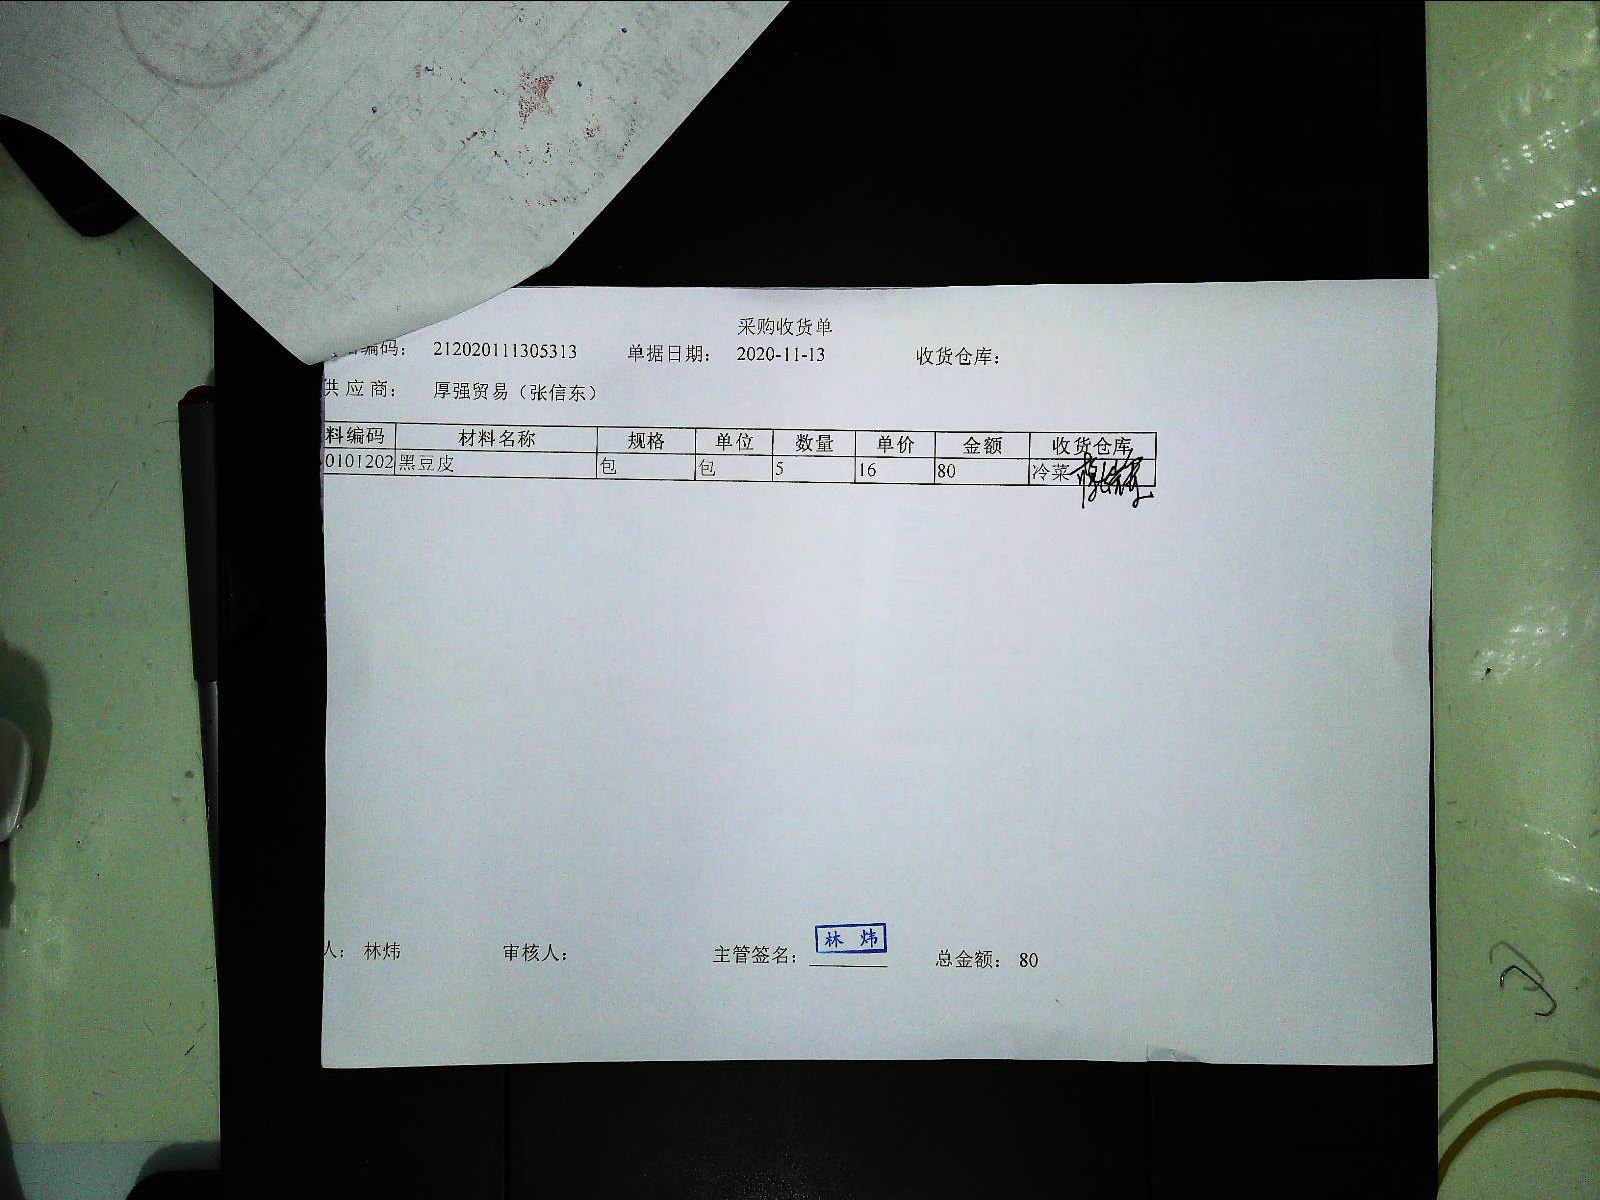 采购收货单
编码： 212020111305313 单据日期： 2020-11-13 收货仓库：
供应商： 厚强贸易（张信东）
料编码 材料名称 规格 单位 数量 单价 金额 收货仓库
0101202 黑豆皮 包 包 5 16 80 冷菜
人： 林炜 审核人： 主管签名： 林 炜 总金额： 80